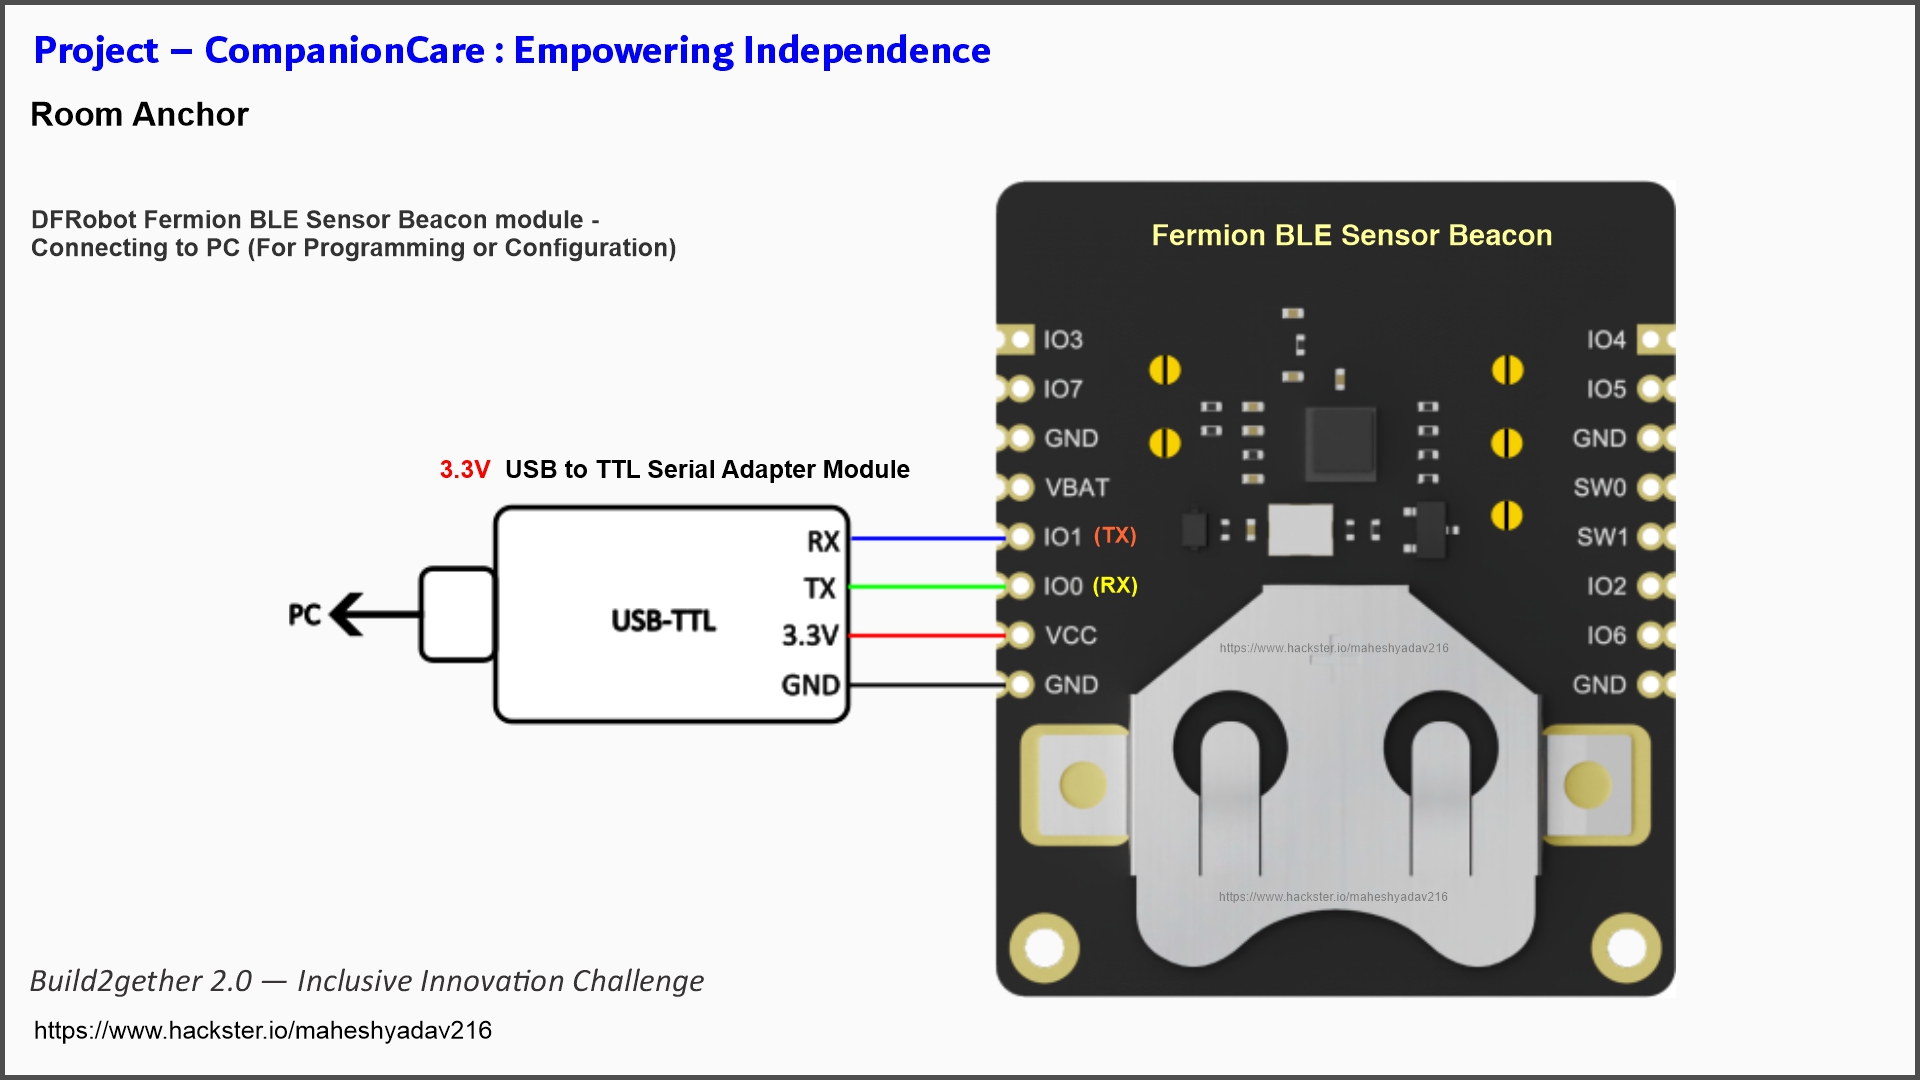 Project – CompanionCare : Empowering Independence
Room Anchor
DFRobot Fermion BLE Sensor Beacon module -
Connecting to PC (For Programming or Configuration)
Fermion BLE Sensor Beacon
IO3
IO7
GND
VBAT
IO1 (TX)
IO0 (RX)
VCC
GND
IO4
IO5
GND
SW0
SW1
IO2
IO6
GND
3.3V USB to TTL Serial Adapter Module
RX
TX
3.3V
GND
USB-TTL
PC
https://www.hackster.io/maheshyadav216
https://www.hackster.io/maheshyadav216
Build2gether 2.0 — Inclusive Innovation Challenge
https://www.hackster.io/maheshyadav216